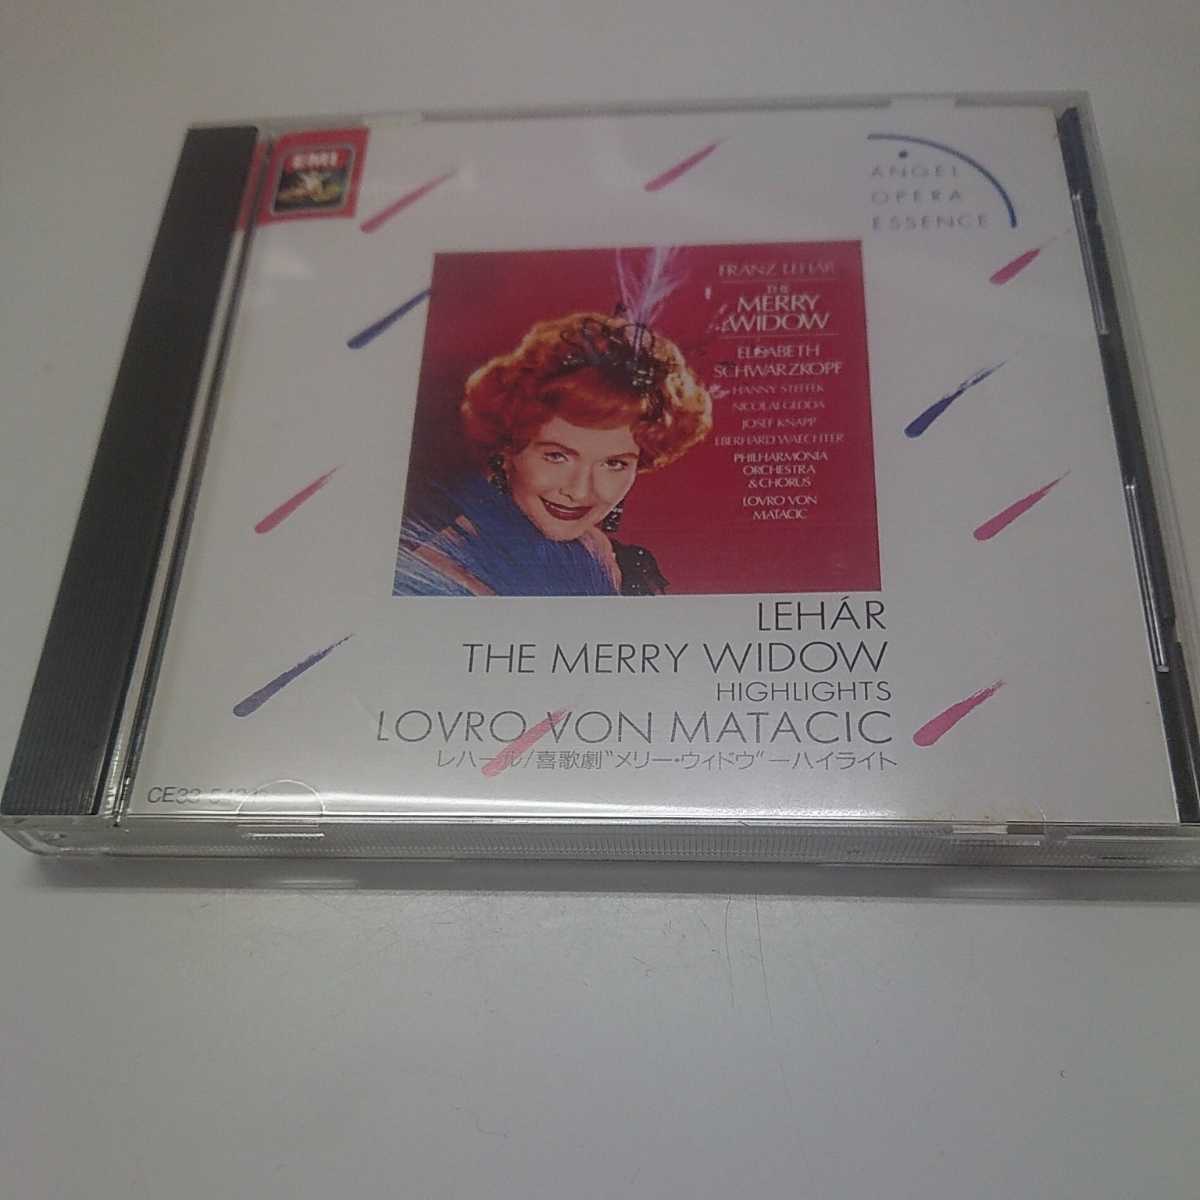 EMI
ANGEL
OPERA
ESSENCE
FRANZ LEHÁR
THE
MERRY
WIDOW
ELISABETH
SCHWARZKOPF
HANNY STEFFEK
NICOLAI GEDDA
JOSEF KNAPP
EBERHARD WAECHTER
PHILHARMONIA
ORCHESTRA
& CHORUS
LOVRO VON
MATACIC
LEHÁR
THE MERRY WIDOW
HIGHLIGHTS
LOVRO VON MATACIC
レハール/喜歌劇"メリー・ウィドウ"―ハイライト